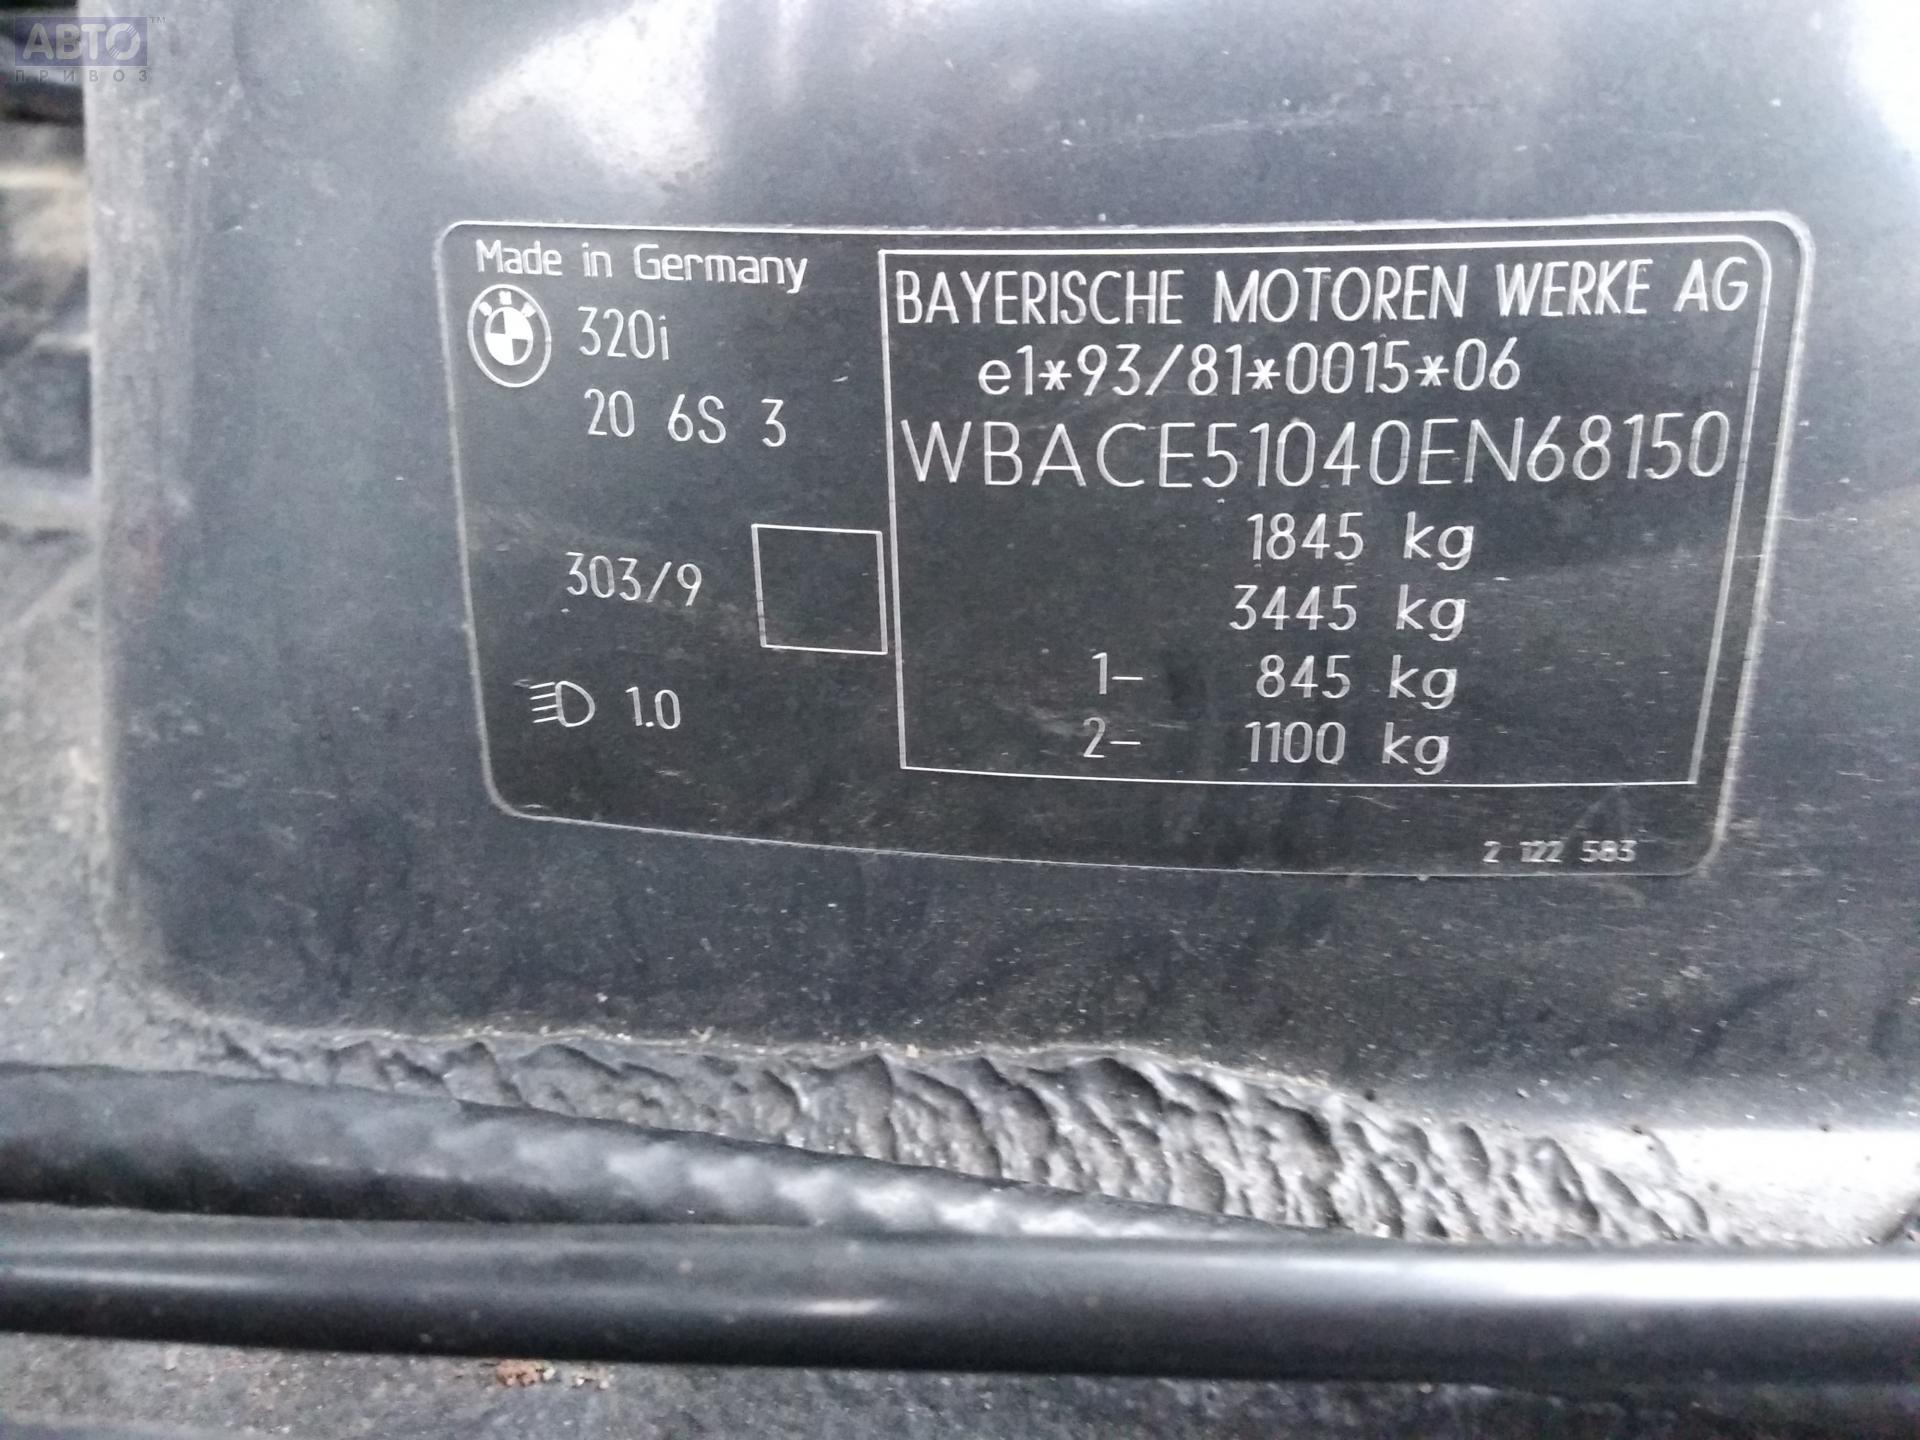 АВТО™
ПРИВОЗ
Made in Germany
320i
20 6S 3
303/9
1.0
BAYERISCHE MOTOREN WERKE AG
e1*93/81*0015*06
WBACE51040EN68150
1845 kg
3445 kg
1- 845 kg
2- 1100 kg
2 122 583